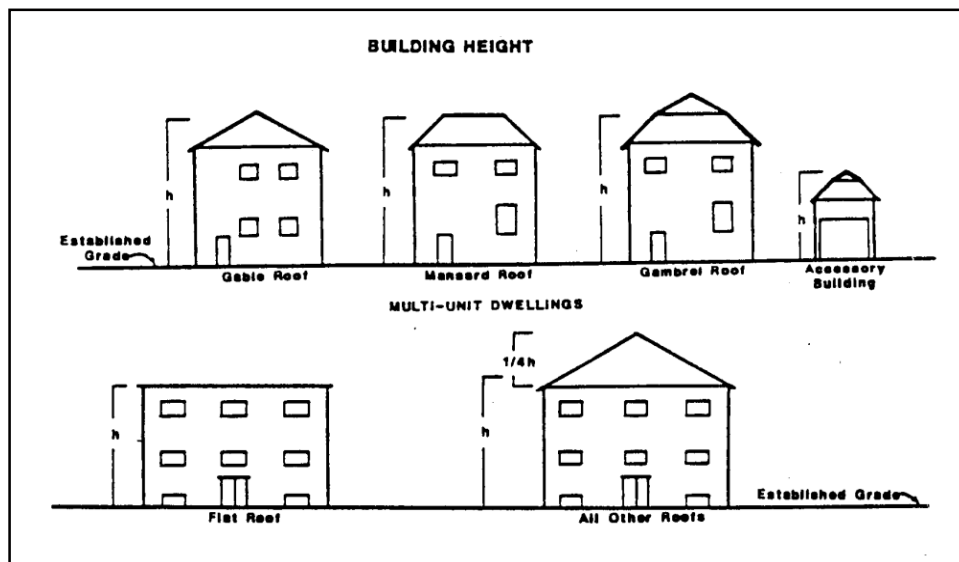 BUILDING HEIGHT
h
h
h
h
Established
Grade
Gable Roof
Mansard Roof
Gambrel Roof
Accessory
Building
MULTI-UNIT DWELLINGS
1/4h
h
h
Established Grade
Flat Roof
All Other Roofs